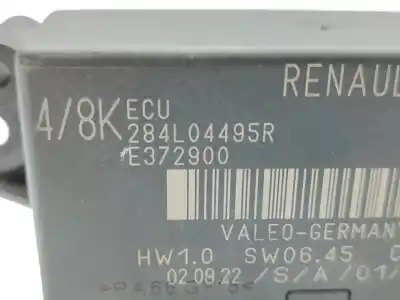 RENAUL
4/8K ECU
284L04495R
E372900
VALEO-GERMANY
HW1.0 SW06.45
02.09.22 /S/A/01/